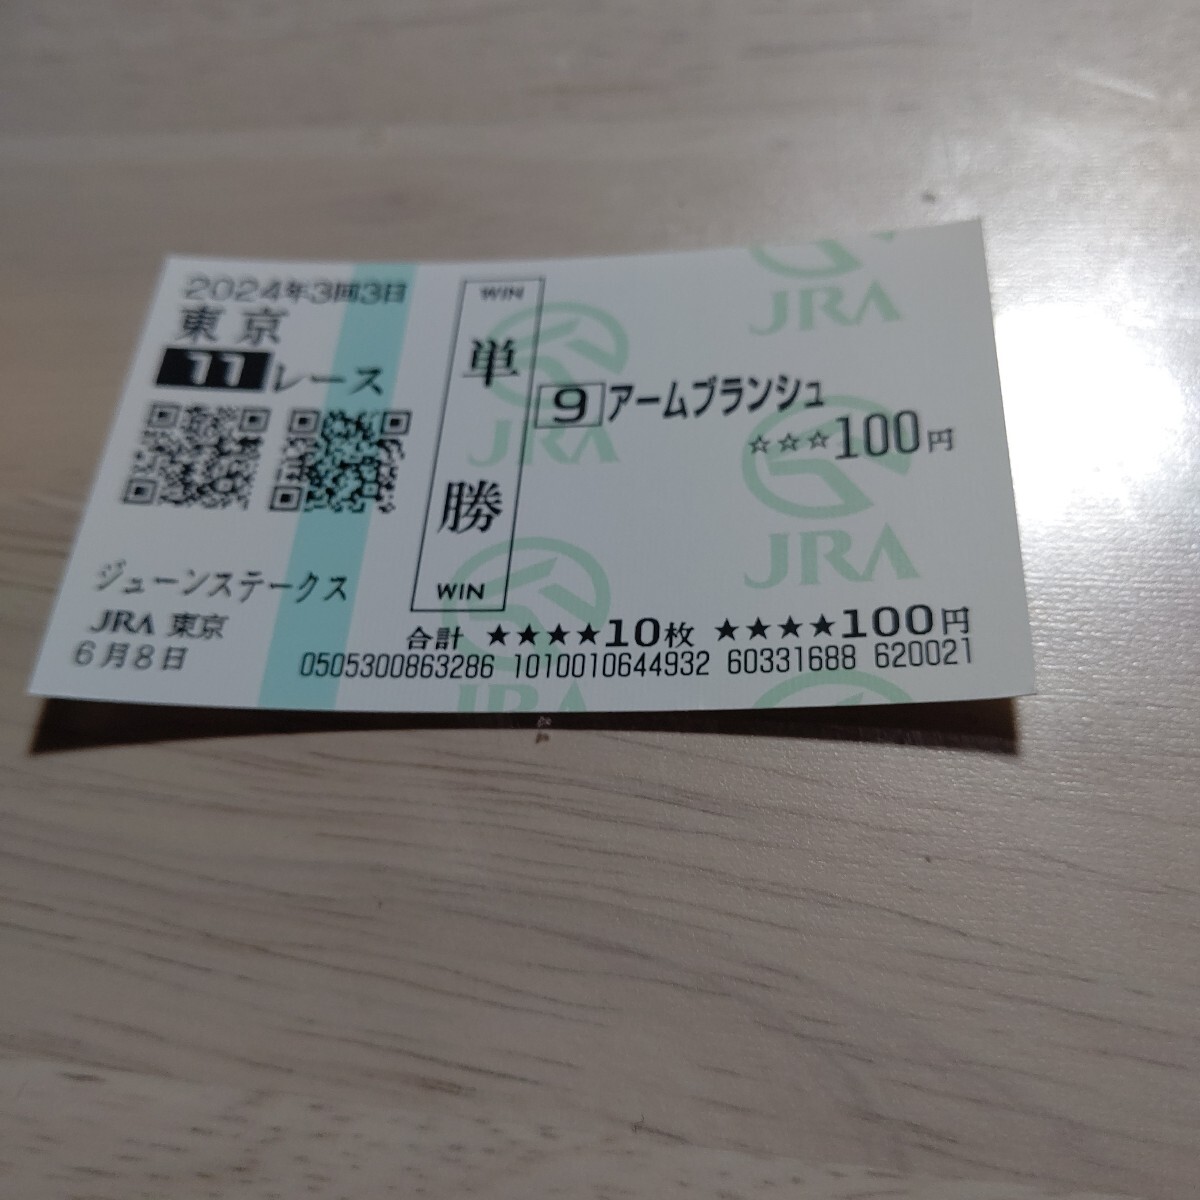 2024年3回3日
東京
11レース
ジューンステークス
JRA 東京
6月8日
WIN
単勝
WIN
9 アームブランシュ
☆☆☆100円
合計 ★★★★10枚 ★★★★100円
0505300863286 1010010644932 60331688 620021
JRA
JRA
JRA
JRA